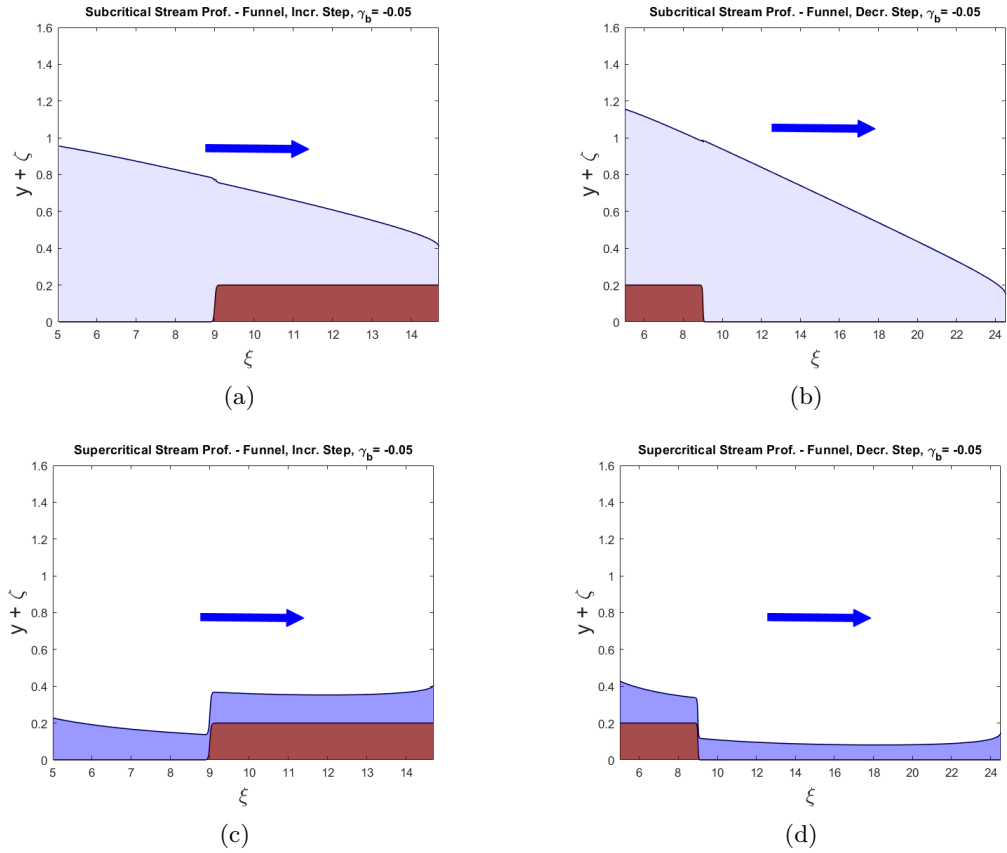 Subcritical Stream Prof. - Funnel, Incr. Step, γ_b= -0.05
1.6
1.4
1.2
1
0.8
0.6
0.4
0.2
0
y + ζ
5 6 7 8 9 10 11 12 13 14
ξ
(a)
Subcritical Stream Prof. - Funnel, Decr. Step, γ_b= -0.05
1.6
1.4
1.2
1
0.8
0.6
0.4
0.2
0
y + ζ
6 8 10 12 14 16 18 20 22 24
ξ
(b)
Supercritical Stream Prof. - Funnel, Incr. Step, γ_b= -0.05
1.6
1.4
1.2
1
0.8
0.6
0.4
0.2
0
y + ζ
5 6 7 8 9 10 11 12 13 14
ξ
(c)
Supercritical Stream Prof. - Funnel, Decr. Step, γ_b= -0.05
1.6
1.4
1.2
1
0.8
0.6
0.4
0.2
0
y + ζ
6 8 10 12 14 16 18 20 22 24
ξ
(d)